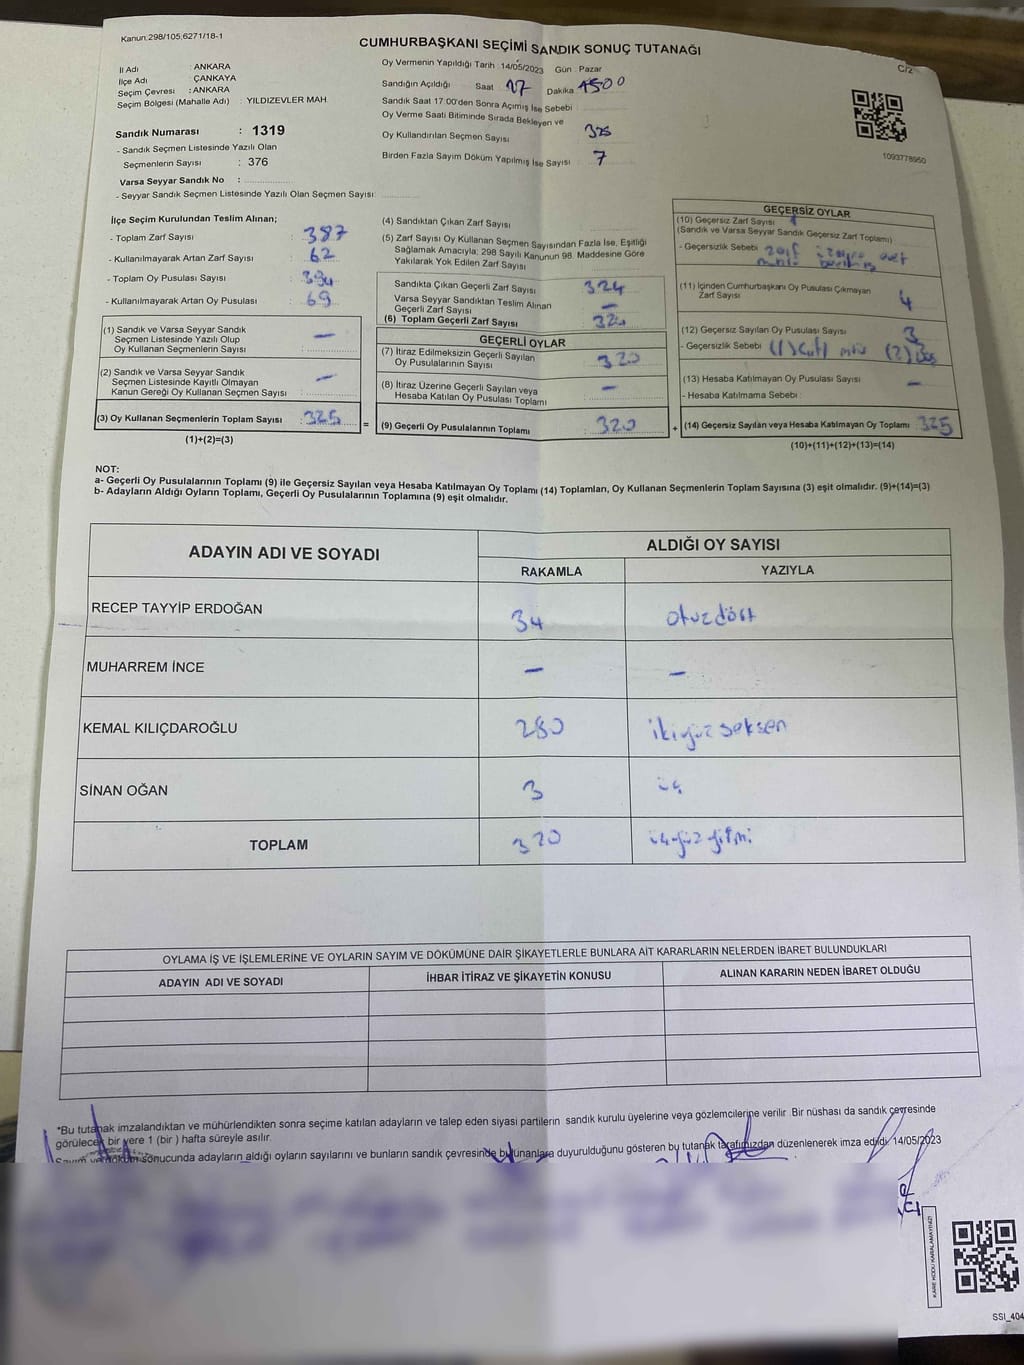 Kanun.298/105;6271/18-1
CUMHURBAŞKANI SEÇİMİ SANDIK SONUÇ TUTANAĞI
C/2
İl Adı : ANKARA
İlçe Adı : ÇANKAYA
Seçim Çevresi : ANKARA
Seçim Bölgesi (Mahalle Adı) : YILDIZEVLER MAH
Sandık Numarası : 1319
- Sandık Seçmen Listesinde Yazılı Olan
Seçmenlerin Sayısı : 376
Varsa Seyyar Sandık No :
- Seyyar Sandık Seçmen Listesinde Yazılı Olan Seçmen Sayısı:
Oy Vermenin Yapıldığı Tarih : 14/05/2023 Gün : Pazar
Sandığın Açıldığı Saat 17 Dakika
Sandık Saat 17:00'den Sonra Açımış İse Sebebi :
Oy Verme Saati Bitiminde Sırada Bekleyen ve
Oy Kullandırılan Seçmen Sayısı 325
Birden Fazla Sayım Döküm Yapılmış İse Sayısı : 7
1093778950
İlçe Seçim Kurulundan Teslim Alınan;
- Toplam Zarf Sayısı : 387
- Kullanılmayarak Artan Zarf Sayısı : 62
- Toplam Oy Pusulası Sayısı : 394
- Kullanılmayarak Artan Oy Pusulası : 69
(1) Sandık ve Varsa Seyyar Sandık
Seçmen Listesinde Yazılı Olup
Oy Kullanan Seçmenlerin Sayısı : —
(2) Sandık ve Varsa Seyyar Sandık
Seçmen Listesinde Kayıtlı Olmayan
Kanun Gereği Oy Kullanan Seçmen Sayısı : —
(3) Oy Kullanan Seçmenlerin Toplam Sayısı : 325 =
(1)+(2)=(3)
(4) Sandıktan Çıkan Zarf Sayısı
(5) Zarf Sayısı Oy Kullanan Seçmen Sayısından Fazla İse, Eşitliği
Sağlamak Amacıyla; 298 Sayılı Kanunun 98. Maddesine Göre
Yakılarak Yok Edilen Zarf Sayısı
Sandıkta Çıkan Geçerli Zarf Sayısı : 324
Varsa Seyyar Sandıktan Teslim Alınan
Geçerli Zarf Sayısı : —
(6) Toplam Geçerli Zarf Sayısı : 324
GEÇERLİ OYLAR
(7) İtiraz Edilmeksizin Geçerli Sayılan
Oy Pusulalarının Sayısı : 320
(8) İtiraz Üzerine Geçerli Sayılan veya
Hesaba Katılan Oy Pusulası Toplamı : —
(9) Geçerli Oy Pusulalarının Toplamı : 320 +
GEÇERSİZ OYLAR
(10) Geçersiz Zarf Sayısı : 1
(Sandık ve Varsa Seyyar Sandık Geçersiz Zarf Toplamı)
- Geçersizlik Sebebi : zarf
(11) İçinden Cumhurbaşkanı Oy Pusulası Çıkmayan
Zarf Sayısı : 4
(12) Geçersiz Sayılan Oy Pusulası Sayısı : 3
- Geçersizlik Sebebi : (1) (2) Boş
(13) Hesaba Katılmayan Oy Pusulası Sayısı : —
- Hesaba Katılmama Sebebi :
(14) Geçersiz Sayılan veya Hesaba Katılmayan Oy Toplamı : 325
(10)+(11)+(12)+(13)=(14)
NOT:
a- Geçerli Oy Pusulalarının Toplamı (9) ile Geçersiz Sayılan veya Hesaba Katılmayan Oy Toplamı (14) Toplamları, Oy Kullanan Seçmenlerin Toplam Sayısına (3) eşit olmalıdır. (9)+(14)=(3)
b- Adayların Aldığı Oyların Toplamı, Geçerli Oy Pusulalarının Toplamına (9) eşit olmalıdır.
ADAYIN ADI VE SOYADI ALDIĞI OY SAYISI
RAKAMLA YAZIYLA
RECEP TAYYİP ERDOĞAN 34 otuzdört
MUHARREM İNCE — —
KEMAL KILIÇDAROĞLU 280 ikiyüz seksen
SİNAN OĞAN 3 üç
TOPLAM 320 üçyüz yirmi
OYLAMA İŞ VE İŞLEMLERİNE VE OYLARIN SAYIM VE DÖKÜMÜNE DAİR ŞİKAYETLERLE BUNLARA AİT KARARLARIN NELERDEN İBARET BULUNDUKLARI
ADAYIN ADI VE SOYADI İHBAR İTİRAZ VE ŞİKAYETİN KONUSU ALINAN KARARIN NEDEN İBARET OLDUĞU
*Bu tutanak imzalandıktan ve mühürlendikten sonra seçime katılan adayların ve talep eden siyasi partilerin sandık kurulu üyelerine veya gözlemcilerine verilir. Bir nüshası da sandık çevresinde
görülecek bir yere 1 (bir) hafta süreyle asılır.
Sayım ve döküm sonucunda adayların aldığı oyların sayılarını ve bunların sandık çevresinde bulunanlara duyurulduğunu gösteren bu tutanak tarafımızdan düzenlenerek imza edildi. 14/05/2023
KARE KODU KARALAMAYINIZ!
SSI_404